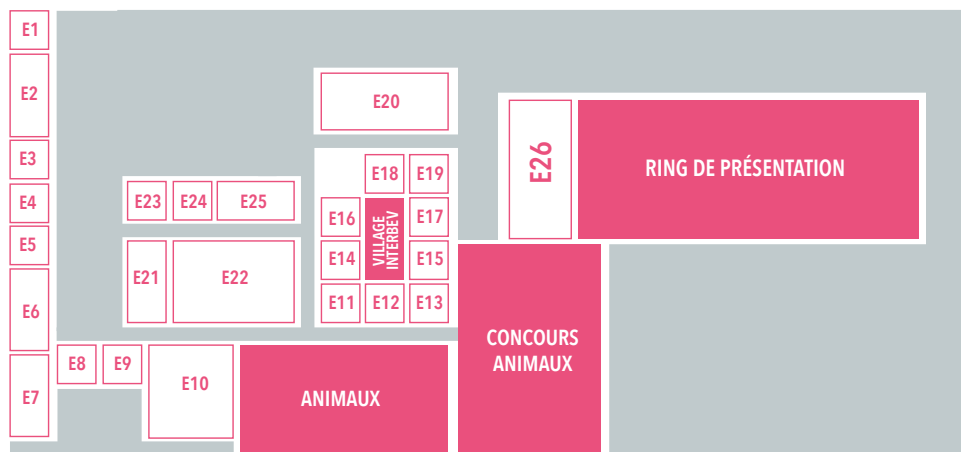 E1
E2
E3
E4
E5
E6
E7
E8
E9
E10
ANIMAUX
E23
E24
E25
E21
E22
E20
E18
E19
E16
VILLAGE
INTERBEV
E17
E14
E15
E11
E12
E13
CONCOURS
ANIMAUX
E26
RING DE PRÉSENTATION